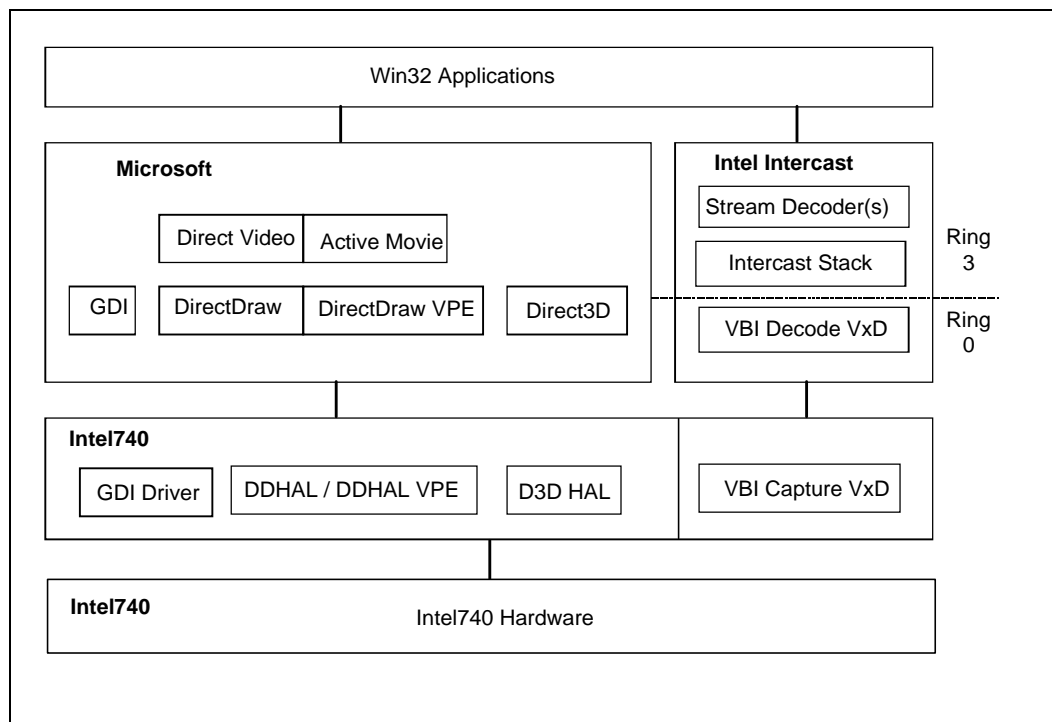 Win32 Applications
Microsoft
Direct Video
Active Movie
GDI
DirectDraw
DirectDraw VPE
Direct3D
Intel Intercast
Stream Decoder(s)
Intercast Stack
VBI Decode VxD
Ring
3
Ring
0
Intel740
GDI Driver
DDHAL / DDHAL VPE
D3D HAL
VBI Capture VxD
Intel740
Intel740 Hardware